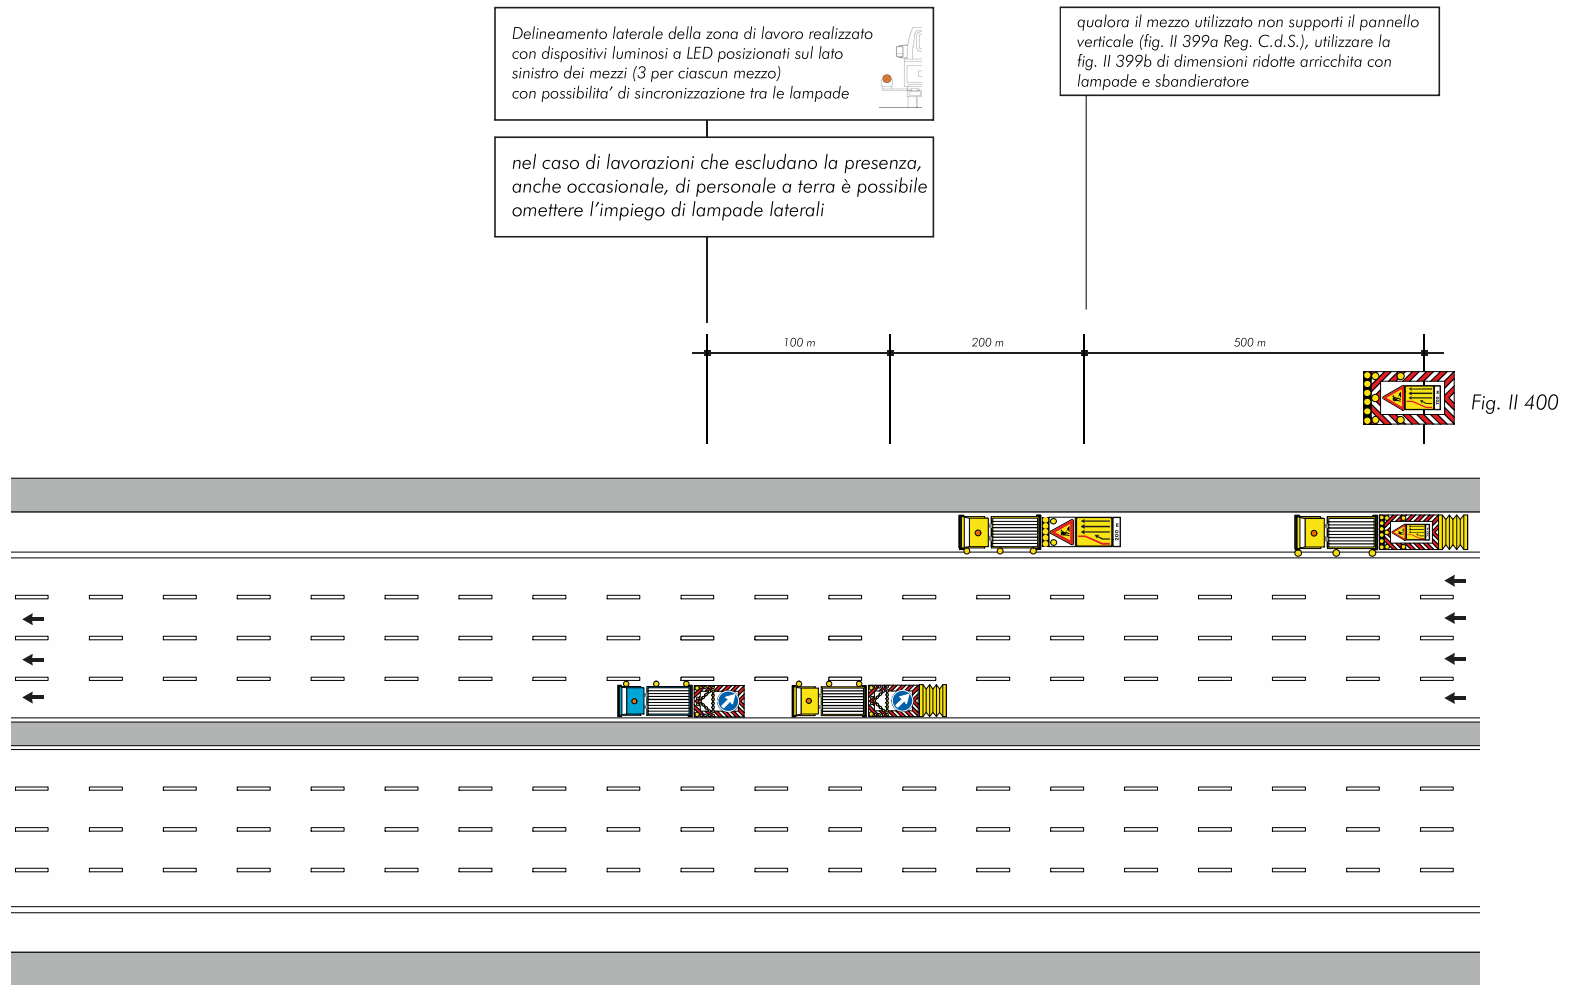 Delineamento laterale della zona di lavoro realizzato
con dispositivi luminosi a LED posizionati sul lato
sinistro dei mezzi (3 per ciascun mezzo)
con possibilita' di sincronizzazione tra le lampade
nel caso di lavorazioni che escludano la presenza,
anche occasionale, di personale a terra è possibile
omettere l'impiego di lampade laterali
qualora il mezzo utilizzato non supporti il pannello
verticale (fig. II 399a Reg. C.d.S.), utilizzare la
fig. II 399b di dimensioni ridotte arricchita con
lampade e sbandieratore
100 m
200 m
500 m
700 m
Fig. II 400
200 m